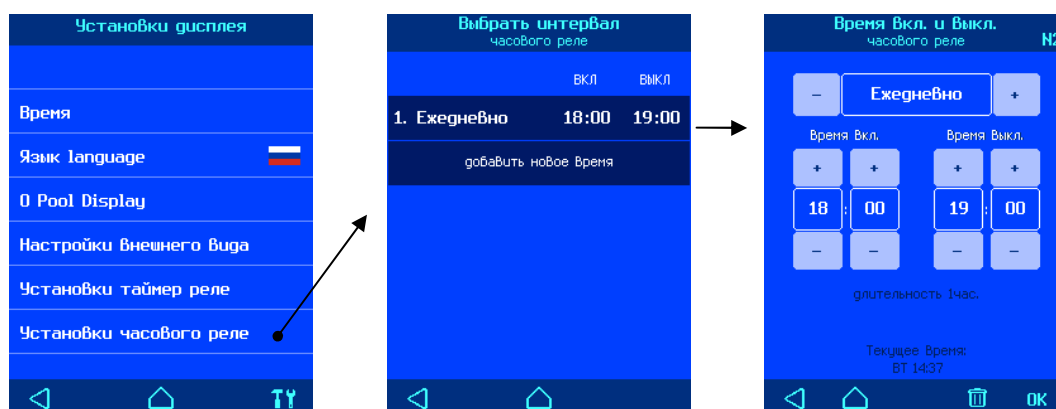 Установки дисплея
Время
Язык language
О Pool Display
Настройки внешнего вида
Установки таймер реле
Установки часового реле
Выбрать интервал
часового реле
ВКЛ ВЫКЛ
1. Ежедневно 18:00 19:00
добавить новое время
Время вкл. и выкл.
часового реле
N2
– Ежедневно +
Время Вкл. Время Выкл.
+ + + +
18 : 00 19 : 00
– – – –
длительность 1час.
Текущее время:
ВТ 14:37
OK